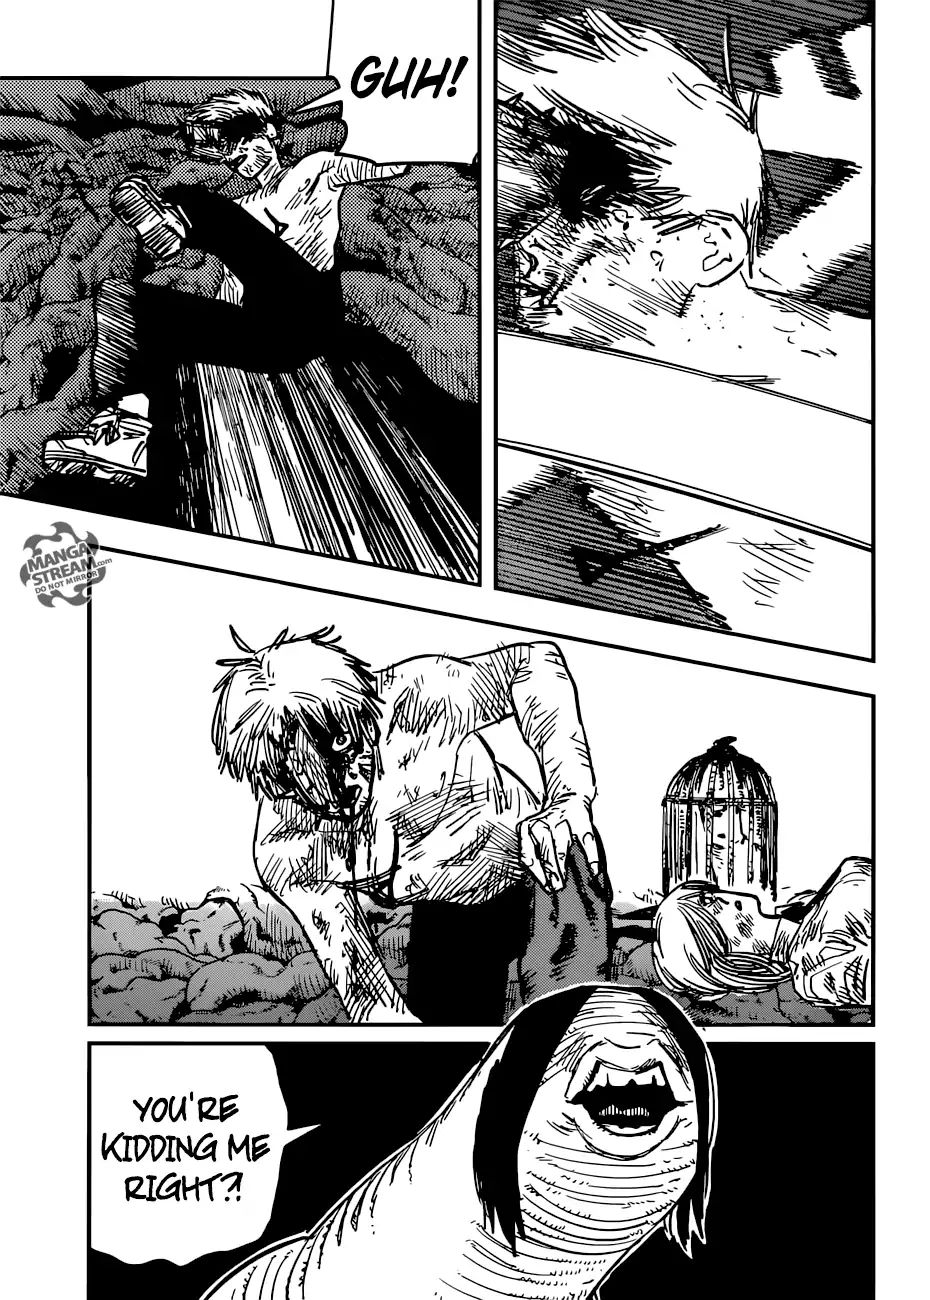 GUH!
MANGA
STREAM.com
DO NOT MIRROR
YOU'RE
KIDDING ME
RIGHT?!